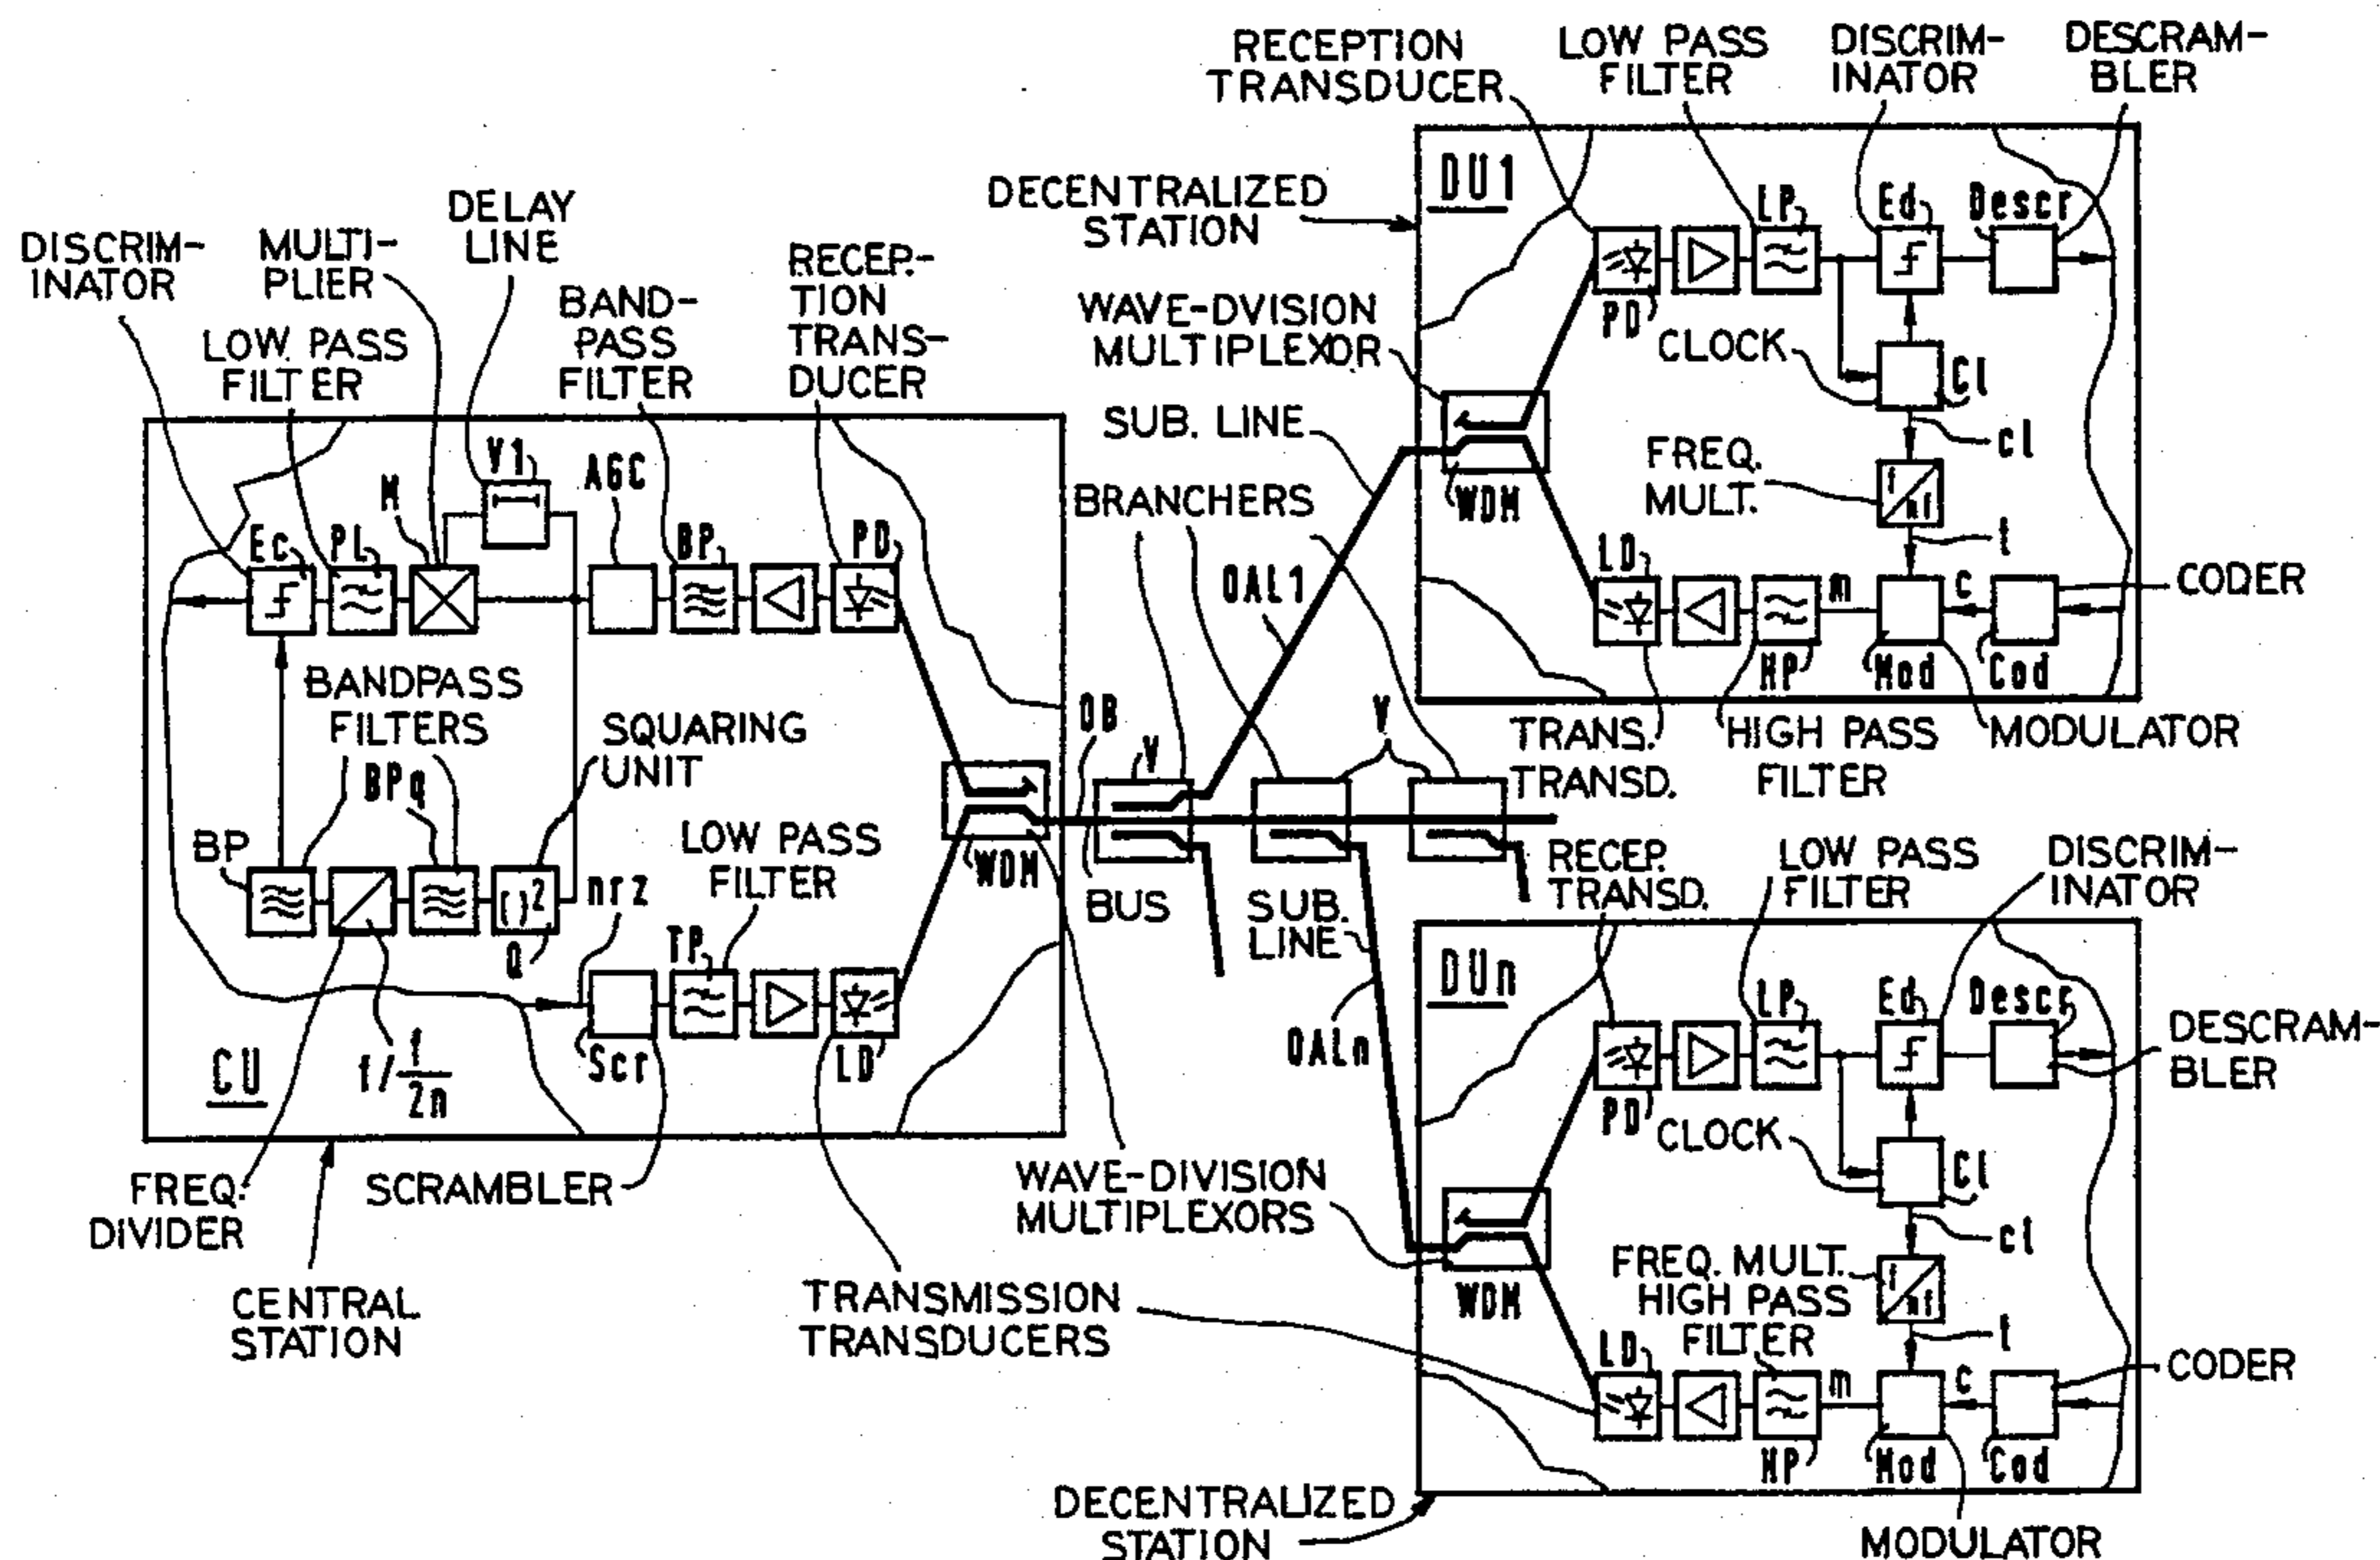 RECEPTION
TRANSDUCER
LOW PASS
FILTER
DISCRIM-
INATOR
DESCRAM-
BLER
DECENTRALIZED
STATION
DU1
LP
Ed
Descr
PD
CLOCK
Cl
cl
FREQ.
MULT.
f
nf
t
WAVE-DVISION
MULTIPLEXOR
WDM
LD
m
c
CODER
HP
Mod
Cod
TRANS.
TRANSD.
HIGH PASS
FILTER
MODULATOR
DISCRIM-
INATOR
MULTI-
PLIER
DELAY
LINE
LOW PASS
FILTER
BAND-
PASS
FILTER
RECEP-
TION
TRANS-
DUCER
SUB. LINE
BRANCHERS
OAL1
V1
M
AGC
Ec
PL
BP
PD
BANDPASS
FILTERS
BPq
SQUARING
UNIT
BP
( )2
Q
nrz
LOW PASS
FILTER
TP
WDM
OB
V
V
BUS
SUB.
LINE
OALn
CU
f/f
2n
Scr
LD
FREQ.
DIVIDER
SCRAMBLER
CENTRAL
STATION
WAVE-DIVISION
MULTIPLEXORS
TRANSMISSION
TRANSDUCERS
RECEP.
TRANSD.
LOW PASS
FILTER
DISCRIM-
INATOR
DUn
LP
Ed
Descr
DESCRAM-
BLER
PD
CLOCK
Cl
cl
FREQ. MULT.
f
nf
HIGH PASS
FILTER
t
WDM
LD
m
c
CODER
HP
Mod
Cod
DECENTRALIZED
STATION
MODULATOR